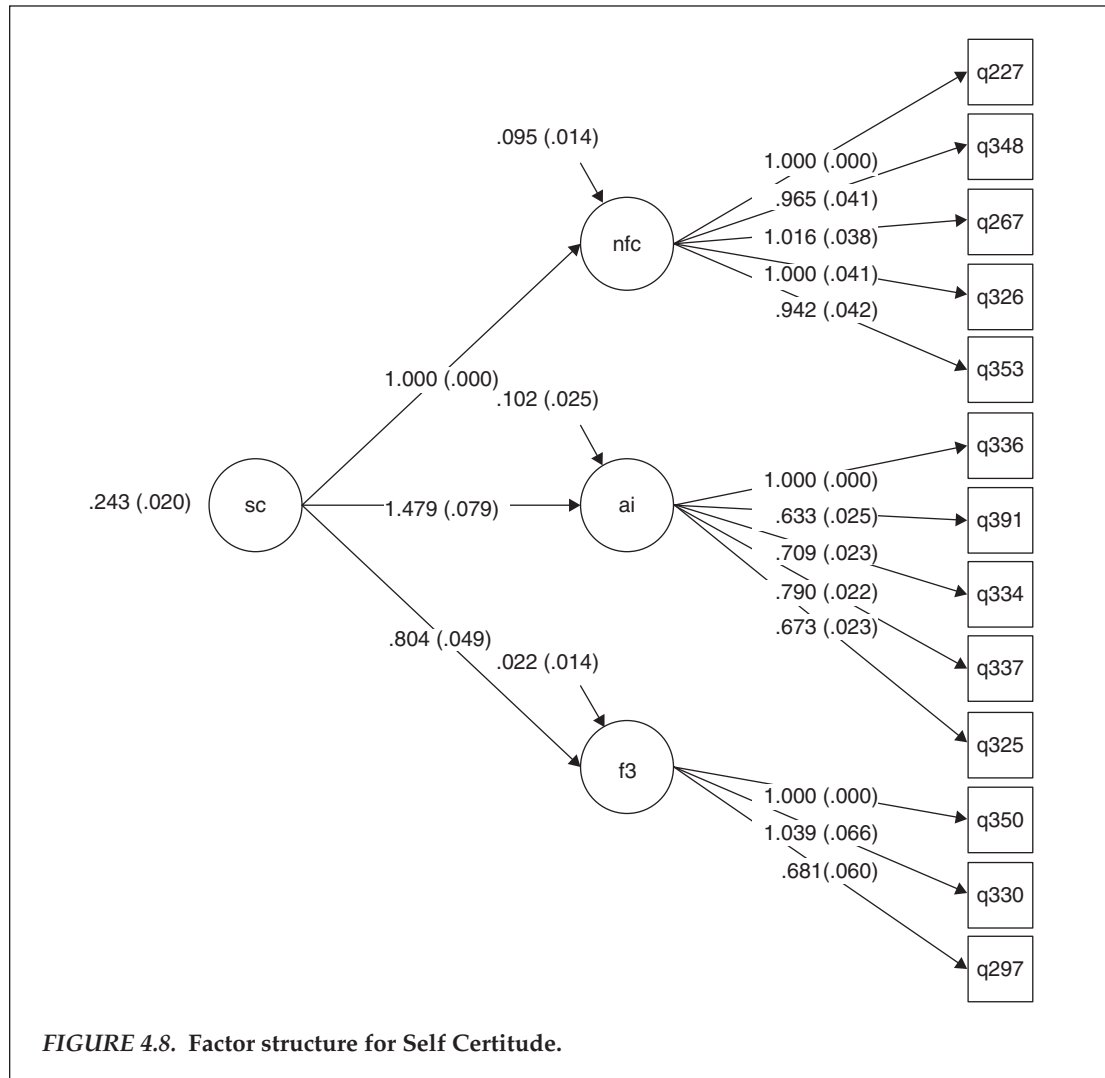 q227
.095 (.014)
q348
1.000 (.000)
.965 (.041)
q267
nfc
1.016 (.038)
1.000 (.041)
q326
.942 (.042)
q353
1.000 (.000)
.102 (.025)
q336
1.000 (.000)
.243 (.020)
sc
1.479 (.079)
ai
.633 (.025)
q391
.709 (.023)
q334
.790 (.022)
.673 (.023)
.804 (.049)
.022 (.014)
q337
q325
f3
1.000 (.000)
q350
1.039 (.066)
.681(.060)
q330
q297
FIGURE 4.8. Factor structure for Self Certitude.